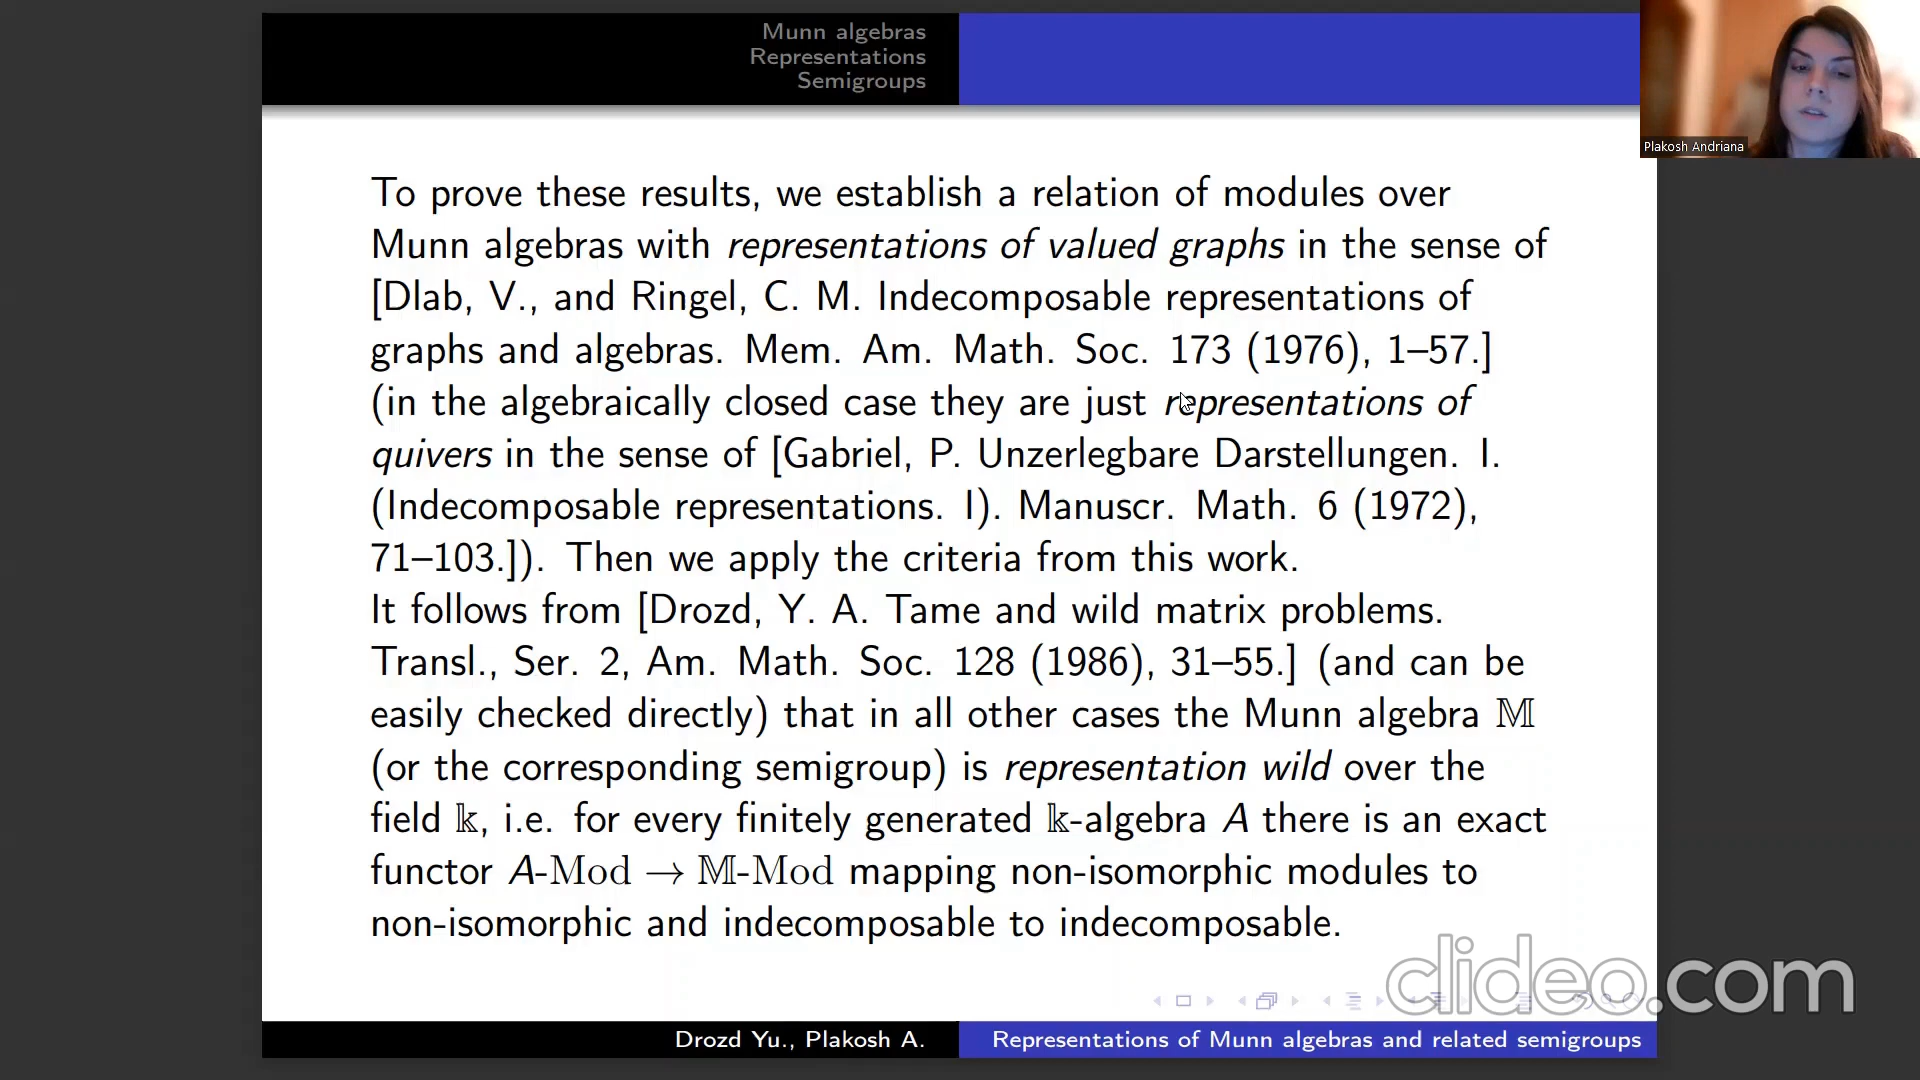 Munn algebras
Representations
Semigroups
Plakosh Andriana
To prove these results, we establish a relation of modules over
Munn algebras with representations of valued graphs in the sense of
[Dlab, V., and Ringel, C. M. Indecomposable representations of
graphs and algebras. Mem. Am. Math. Soc. 173 (1976), 1–57.]
(in the algebraically closed case they are just representations of
quivers in the sense of [Gabriel, P. Unzerlegbare Darstellungen. I.
(Indecomposable representations. I). Manuscr. Math. 6 (1972),
71–103.]). Then we apply the criteria from this work.
It follows from [Drozd, Y. A. Tame and wild matrix problems.
Transl., Ser. 2, Am. Math. Soc. 128 (1986), 31–55.] (and can be
easily checked directly) that in all other cases the Munn algebra 𝕄
(or the corresponding semigroup) is representation wild over the
field 𝕜, i.e. for every finitely generated 𝕜-algebra A there is an exact
functor A-Mod → 𝕄-Mod mapping non-isomorphic modules to
non-isomorphic and indecomposable to indecomposable.
clideo.com
Drozd Yu., Plakosh A.
Representations of Munn algebras and related semigroups